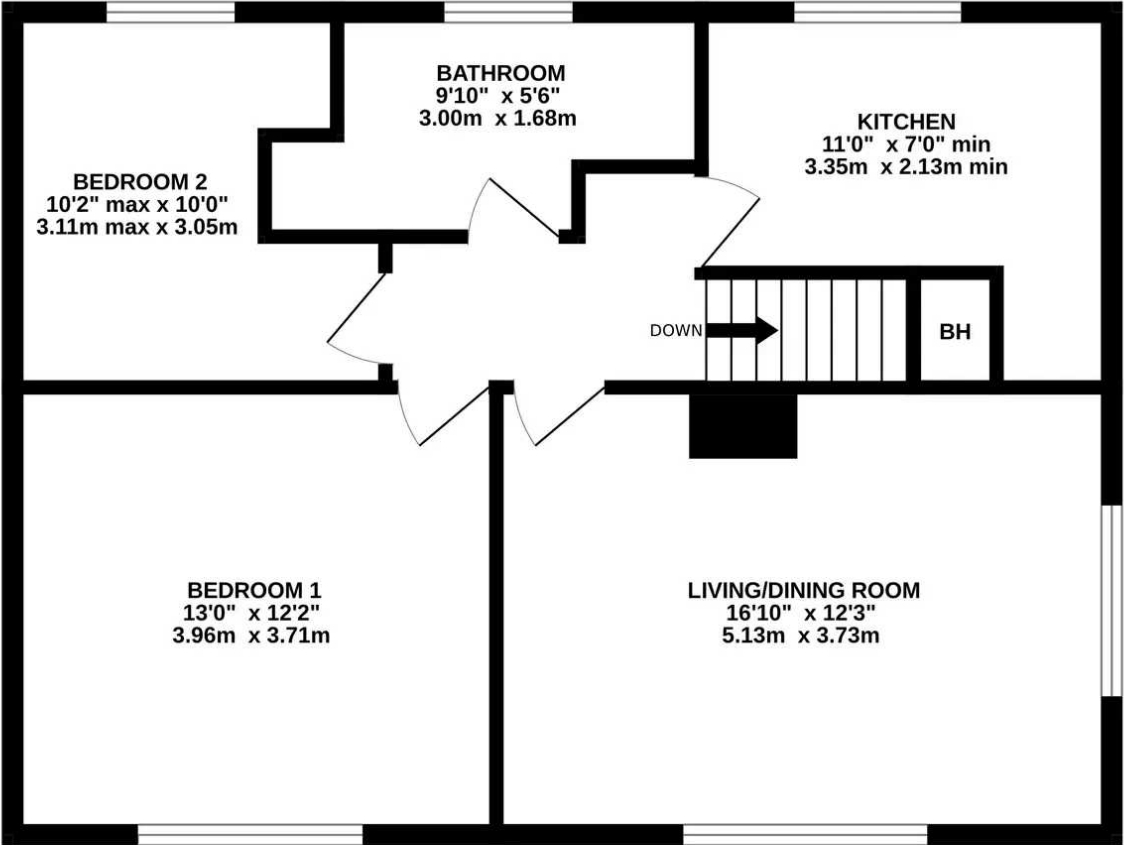 BATHROOM
9'10" x 5'6"
3.00m x 1.68m
KITCHEN
11'0" x 7'0" min
3.35m x 2.13m min
BEDROOM 2
10'2" max x 10'0"
3.11m max x 3.05m
DOWN
BH
BEDROOM 1
13'0" x 12'2"
3.96m x 3.71m
LIVING/DINING ROOM
16'10" x 12'3"
5.13m x 3.73m